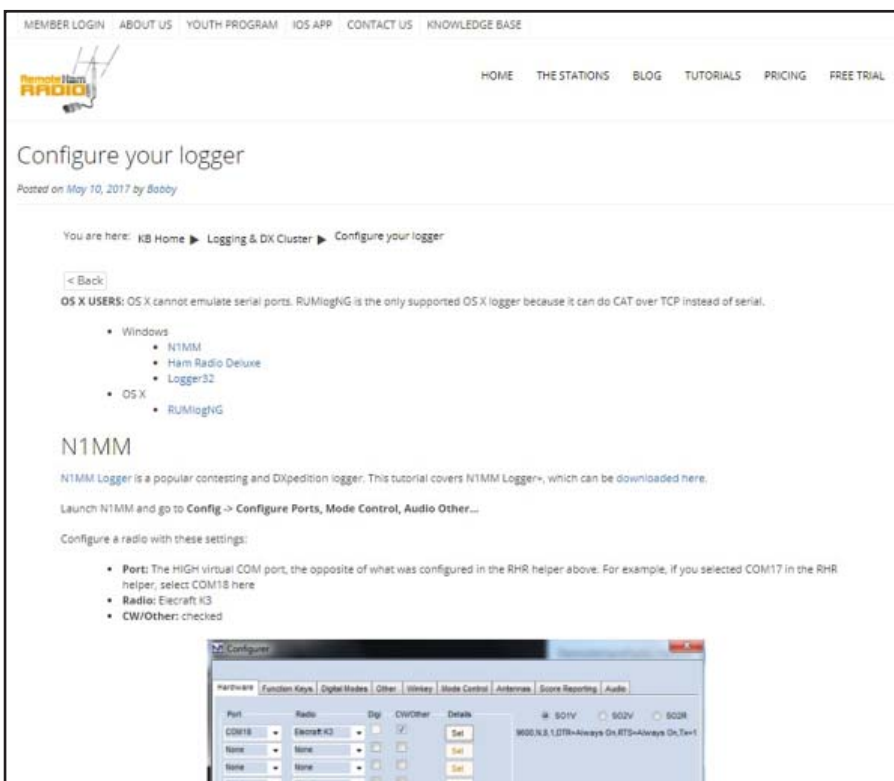 MEMBER LOGIN ABOUT US YOUTH PROGRAM IOS APP CONTACT US KNOWLEDGE BASE
Remote Ham
RADIO
HOME THE STATIONS BLOG TUTORIALS PRICING FREE TRIAL
Configure your logger
Posted on May 10, 2017 by Bobby
You are here: KB Home ▶ Logging & DX Cluster ▶ Configure your logger
< Back
OS X USERS: OS X cannot emulate serial ports. RUMlogNG is the only supported OS X logger because it can do CAT over TCP instead of serial.
• Windows
• N1MM
• Ham Radio Deluxe
• Logger32
• OS X
• RUMlogNG
N1MM
N1MM Logger is a popular contesting and DXpedition logger. This tutorial covers N1MM Logger+, which can be downloaded here.
Launch N1MM and go to Config -> Configure Ports, Mode Control, Audio Other...
Configure a radio with these settings:
• Port: The HIGH virtual COM port, the opposite of what was configured in the RHR helper above. For example, if you selected COM17 in the RHR
helper, select COM18 here
• Radio: Elecraft K3
• CW/Other: checked
Configurer
Hardware Function Keys Digital Modes Other Winkey Mode Control Antennas Score Reporting Audio
Port Radio Digi CW/Other Details SO1V SO2V SO2R
COM18 Elecraft K3 Set 9600,N,8,1,DTR=Always On,RTS=Always On,Tx=1
None None Set
None None Set